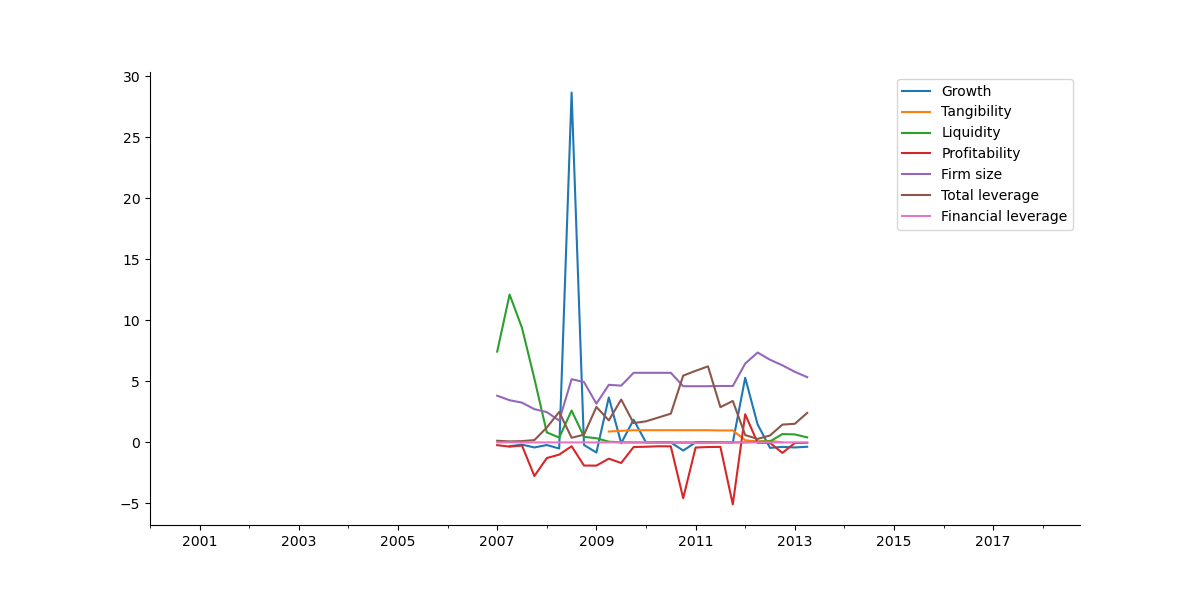 30
25
20
15
10
5
0
−5
2001 2003 2005 2007 2009 2011 2013 2015 2017
Growth
Tangibility
Liquidity
Profitability
Firm size
Total leverage
Financial leverage